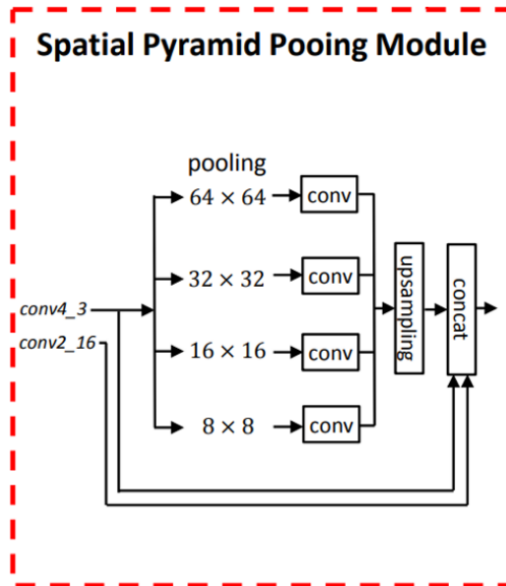 Spatial Pyramid Pooing Module
pooling
64 × 64
conv
32 × 32
conv
16 × 16
conv
8 × 8
conv
conv4_3
conv2_16
upsampling
concat